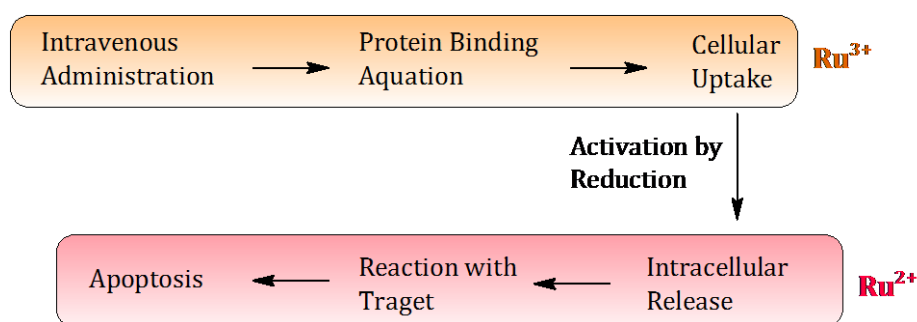 Intravenous
Administration
Protein Binding
Aquation
Cellular
Uptake
Ru³⁺
Activation by
Reduction
Apoptosis
Reaction with
Traget
Intracellular
Release
Ru²⁺